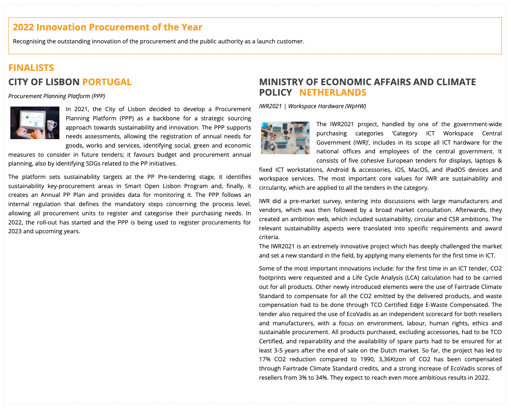 2022 Innovation Procurement of the Year
Recognising the outstanding innovation of the procurement and the public authority as a launch customer.
FINALISTS
CITY OF LISBON PORTUGAL
Procurement Planning Platform (PPP)
In 2021, the City of Lisbon decided to develop a Procurement
Planning Platform (PPP) as a backbone for a strategic sourcing
approach towards sustainability and innovation. The PPP supports
needs assessments, allowing the registration of annual needs for
goods, works and services, identifying social, green and economic
measures to consider in future tenders; it favours budget and procurement annual
planning, also by identifying SDGs related to the PP initiatives.
The platform sets sustainability targets at the PP Pre-tendering stage, it identifies
sustainability key-procurement areas in Smart Open Lisbon Program and, finally, it
creates an Annual PP Plan and provides data for monitoring it. The PPP follows an
internal regulation that defines the mandatory steps concerning the process level,
allowing all procurement units to register and categorise their purchasing needs. In
2022, the roll-out has started and the PPP is being used to register procurements for
2023 and upcoming years.
MINISTRY OF ECONOMIC AFFAIRS AND CLIMATE
POLICY NETHERLANDS
IWR2021 | Workspace Hardware (WpHW)
The IWR2021 project, handled by one of the government-wide
purchasing categories 'Category ICT Workspace Central
Government (IWR)', includes in its scope all ICT hardware for the
national offices and employees of the central government. It
consists of five cohesive European tenders for displays, laptops &
fixed ICT workstations, Android & accessories, iOS, MacOS, and iPadOS devices and
workspace services. The most important core values for IWR are sustainability and
circularity, which are applied to all the tenders in the category.
IWR did a pre-market survey, entering into discussions with large manufacturers and
vendors, which was then followed by a broad market consultation. Afterwards, they
created an ambition web, which included sustainability, circular and CSR ambitions. The
relevant sustainability aspects were translated into specific requirements and award
criteria.
The IWR2021 is an extremely innovative project which has deeply challenged the market
and set a new standard in the field, by applying many elements for the first time in ICT.
Some of the most important innovations include: for the first time in an ICT tender, CO2
footprints were requested and a Life Cycle Analysis (LCA) calculation had to be carried
out for all products. Other newly introduced elements were the use of Fairtrade Climate
Standard to compensate for all the CO2 emitted by the delivered products, and waste
compensation had to be done through TCO Certified Edge E-Waste Compensated. The
tender also required the use of EcoVadis as an independent scorecard for both resellers
and manufacturers, with a focus on environment, labour, human rights, ethics and
sustainable procurement. All products purchased, excluding accessories, had to be TCO
Certified, and repairability and the availability of spare parts had to be ensured for at
least 3-5 years after the end of sale on the Dutch market. So far, the project has led to
17% CO2 reduction compared to 1990, 3,36Ktzon of CO2 has been compensated
through Fairtrade Climate Standard credits, and a strong increase of EcoVadis scores of
resellers from 3% to 34%. They expect to reach even more ambitious results in 2022.